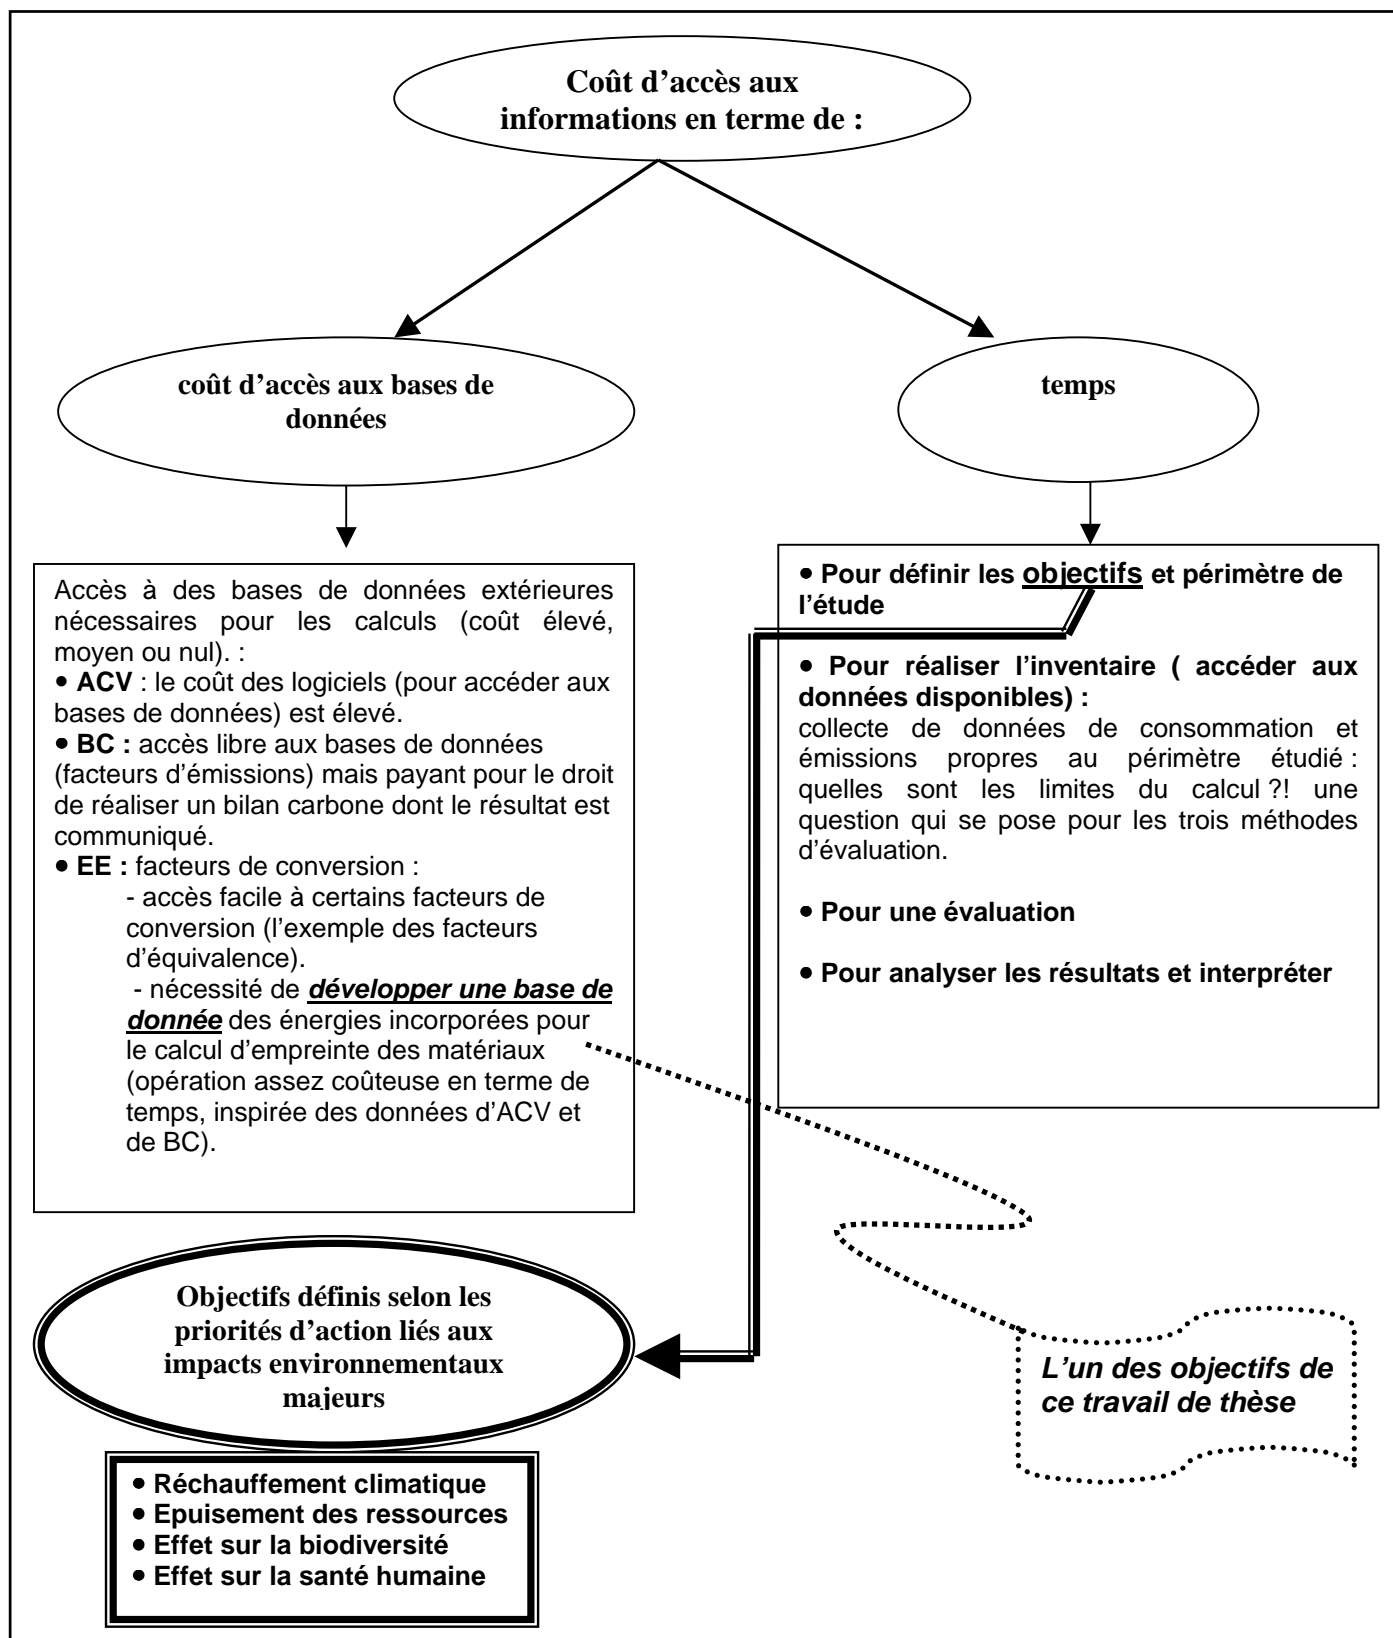 Coût d’accès aux
informations en terme de :
coût d’accès aux bases de
données
temps
Accès à des bases de données extérieures
nécessaires pour les calculs (coût élevé,
moyen ou nul). :
● ACV : le coût des logiciels (pour accéder aux
bases de données) est élevé.
● BC : accès libre aux bases de données
(facteurs d’émissions) mais payant pour le droit
de réaliser un bilan carbone dont le résultat est
communiqué.
● EE : facteurs de conversion :
- accès facile à certains facteurs de
conversion (l’exemple des facteurs
d’équivalence).
- nécessité de développer une base de
donnée des énergies incorporées pour
le calcul d’empreinte des matériaux
(opération assez coûteuse en terme de
temps, inspirée des données d’ACV et
de BC).
● Pour définir les objectifs et périmètre de
l’étude
● Pour réaliser l’inventaire ( accéder aux
données disponibles) :
collecte de données de consommation et
émissions propres au périmètre étudié :
quelles sont les limites du calcul ?! une
question qui se pose pour les trois méthodes
d’évaluation.
● Pour une évaluation
● Pour analyser les résultats et interpréter
Objectifs définis selon les
priorités d’action liés aux
impacts environnementaux
majeurs
● Réchauffement climatique
● Epuisement des ressources
● Effet sur la biodiversité
● Effet sur la santé humaine
L’un des objectifs de
ce travail de thèse